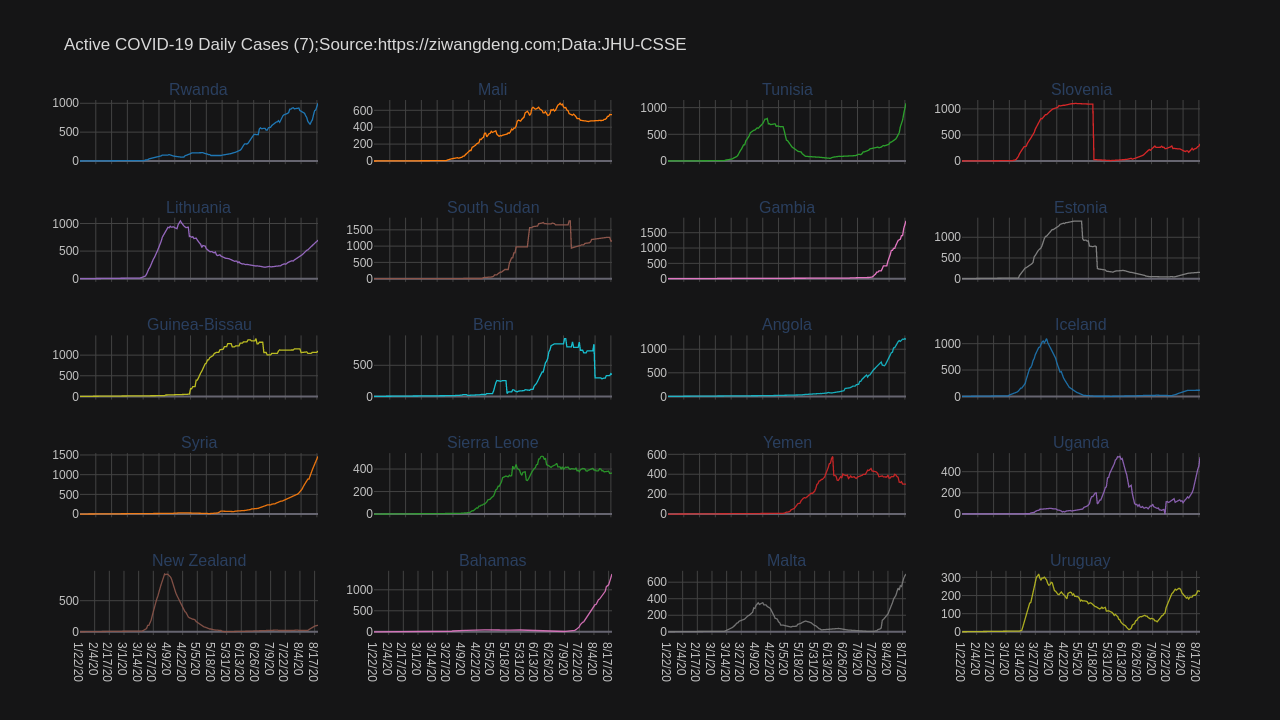 Active COVID-19 Daily Cases (7);Source:https://ziwangdeng.com;Data:JHU-CSSE
Rwanda Mali Tunisia Slovenia
1000 500 0
600 400 200 0
1000 500 0
1000 500 0
Lithuania South Sudan Gambia Estonia
1000 500 0
1500 1000 500 0
1500 1000 500 0
1000 500 0
Guinea-Bissau Benin Angola Iceland
1000 500 0
500 0
1000 500 0
1000 500 0
Syria Sierra Leone Yemen Uganda
1500 1000 500 0
400 200 0
600 400 200 0
400 200 0
New Zealand Bahamas Malta Uruguay
500 0
1000 500 0
600 400 200 0
300 200 100 0
1/22/20 2/4/20 2/17/20 3/1/20 3/14/20 3/27/20 4/9/20 4/22/20 5/5/20 5/18/20 5/31/20 6/13/20 6/26/20 7/9/20 7/22/20 8/4/20 8/17/20
1/22/20 2/4/20 2/17/20 3/1/20 3/14/20 3/27/20 4/9/20 4/22/20 5/5/20 5/18/20 5/31/20 6/13/20 6/26/20 7/9/20 7/22/20 8/4/20 8/17/20
1/22/20 2/4/20 2/17/20 3/1/20 3/14/20 3/27/20 4/9/20 4/22/20 5/5/20 5/18/20 5/31/20 6/13/20 6/26/20 7/9/20 7/22/20 8/4/20 8/17/20
1/22/20 2/4/20 2/17/20 3/1/20 3/14/20 3/27/20 4/9/20 4/22/20 5/5/20 5/18/20 5/31/20 6/13/20 6/26/20 7/9/20 7/22/20 8/4/20 8/17/20